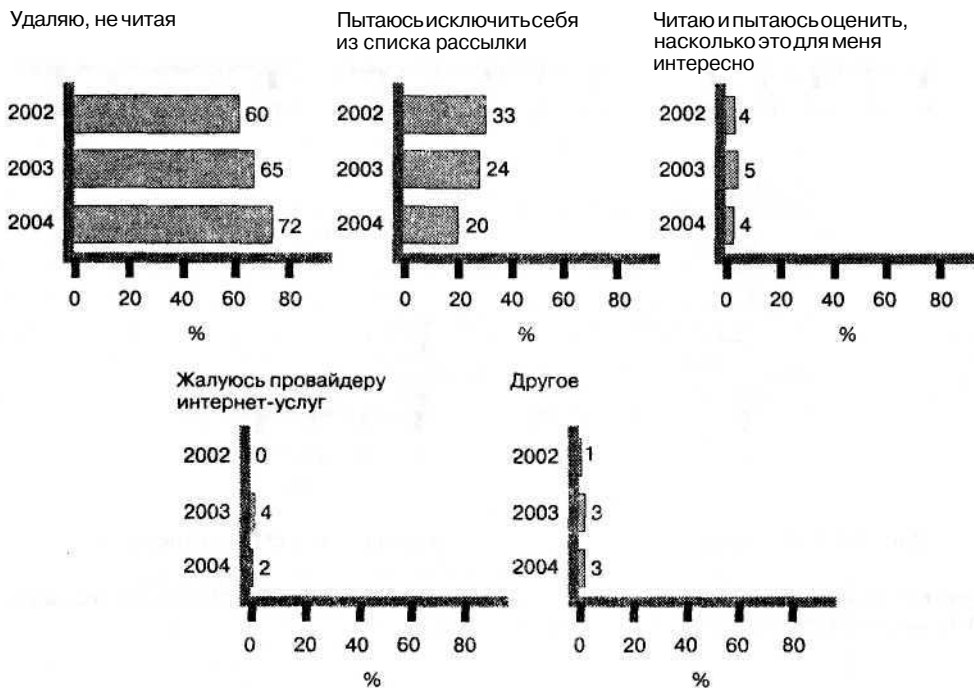 Удаляю, не читая
2002 60
2003 65
2004 72
0 20 40 60 80
%
Пытаюсь исключить себя
из списка рассылки
2002 33
2003 24
2004 20
0 20 40 60 80
%
Читаю и пытаюсь оценить,
насколько это для меня
интересно
2002 4
2003 5
2004 4
0 20 40 60 80
%
Жалуюсь провайдеру
интернет-услуг
2002 0
2003 4
2004 2
0 20 40 60 80
%
Другое
2002 1
2003 3
2004 3
0 20 40 60 80
%